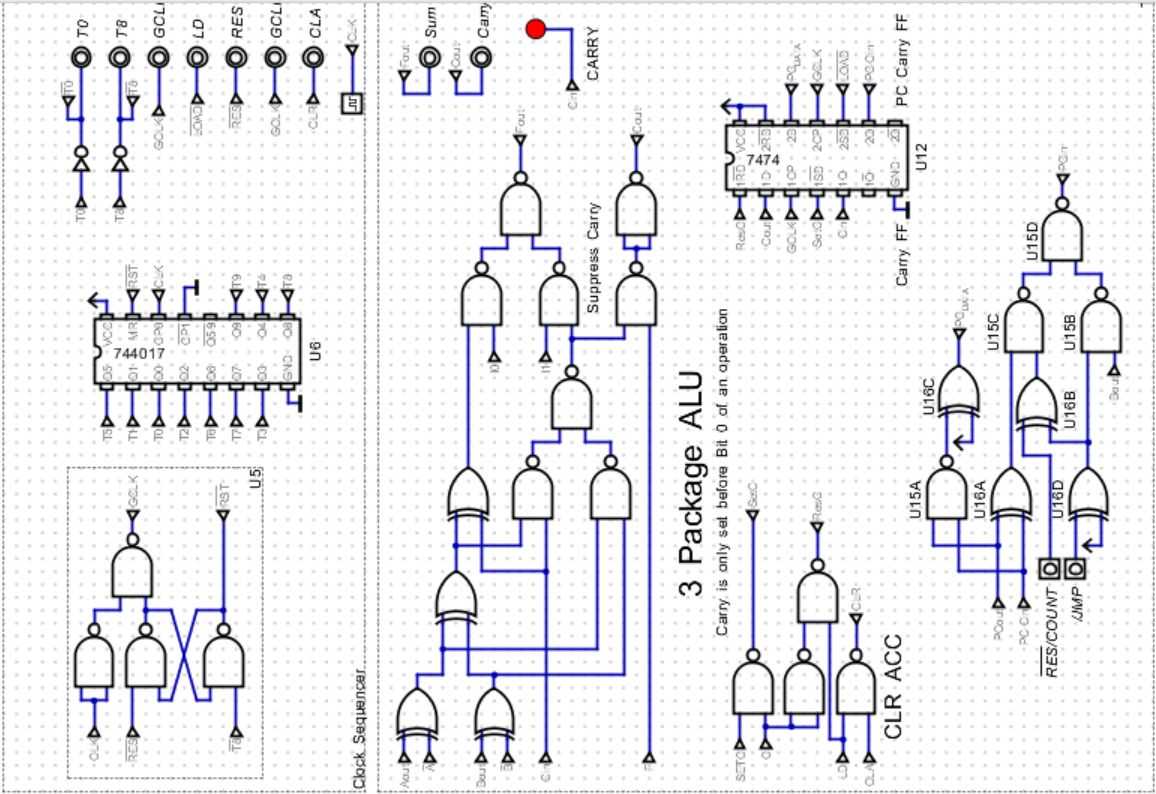 T0
T8
LD
RES
CLA
CLK
T0
T8
GCLK
LOAD
RES
GCLK
CLR
T0
T8
Sum
Carry
Fout
Cout
CARRY
Cin
Fout
Cout
Suppress Carry
I0
I1
3 Package ALU
Carry is only set before Bit 0 of an operation
Aout
A
Bout
B
Cin
VCC
2RD
2D
2CP
2SD
2Q
2Q
7474
1RD
1D
1CP
1SD
1Q
1Q
GND
U12
PC Carry FF
Carry FF
PCDATA
GCLK
LOAD
PC-Cin
ResC
Cout
GCLK
SetC
Cin
RST
CLK
T9
T4
T8
VCC
MR
CP0
CP1
Q5-9
Q9
Q4
Q8
744017
Q5
Q1
Q0
Q2
Q6
Q7
Q3
GND
U6
T5
T1
T0
T2
T6
T7
T3
GCLK
RST
U5
CLK
RES
T8
Clock Sequencer
SetC
ResC
CLR
SETC
LD
CLA
CLR ACC
PCin
U15D
PCDATA
U15C
U15B
U16C
U16B
Bout
U15A
U16A
U16D
PCout
PC-Cin
RES/COUNT
/JMP